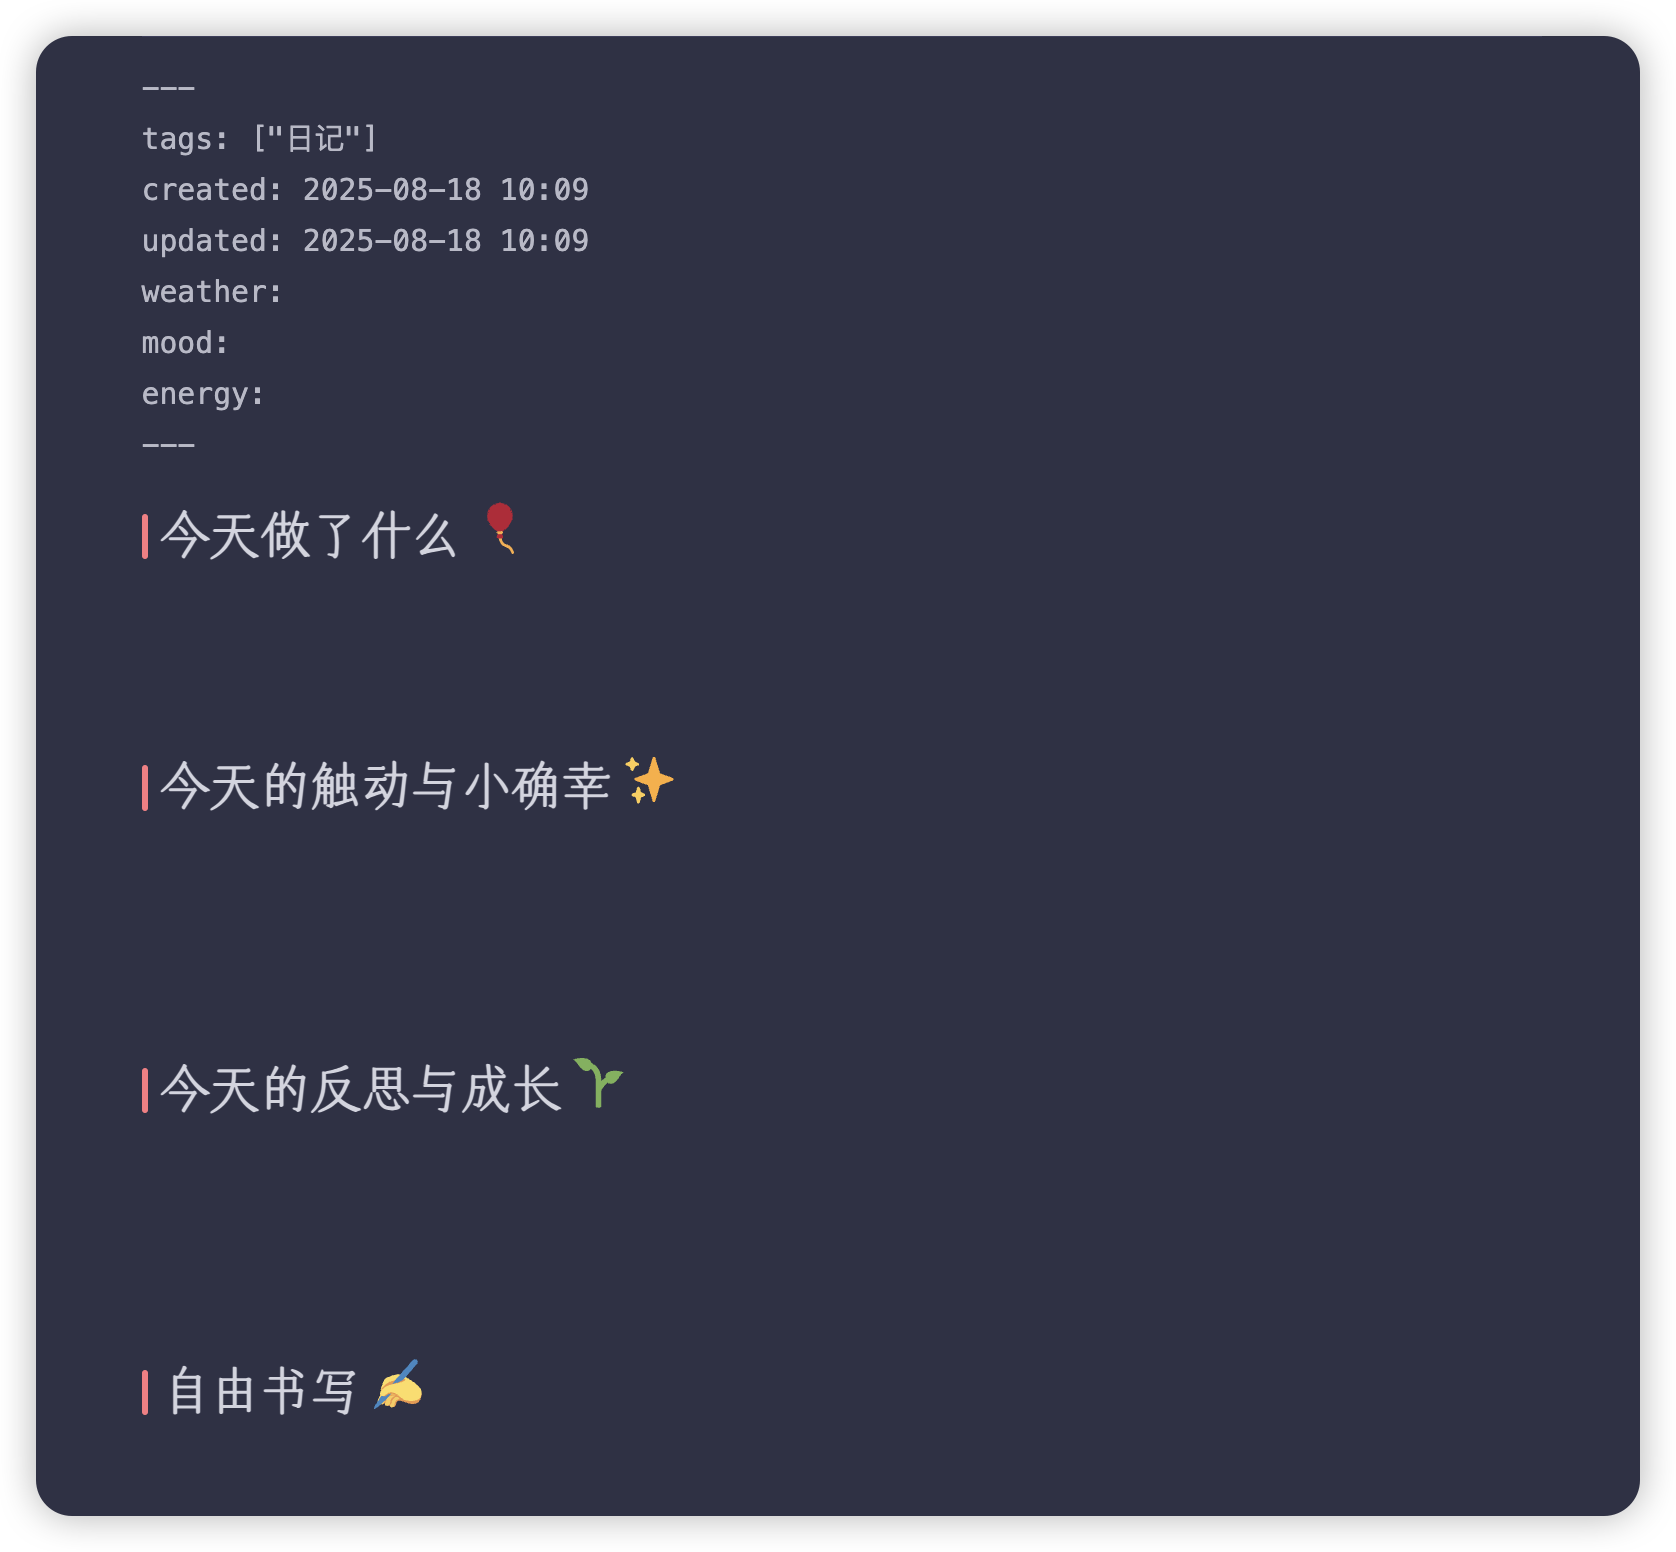 ---
tags: ["日记"]
created: 2025-08-18 10:09
updated: 2025-08-18 10:09
weather:
mood:
energy:
---
今天做了什么 🎈
今天的触动与小确幸✨
今天的反思与成长🌱
自由书写✍️